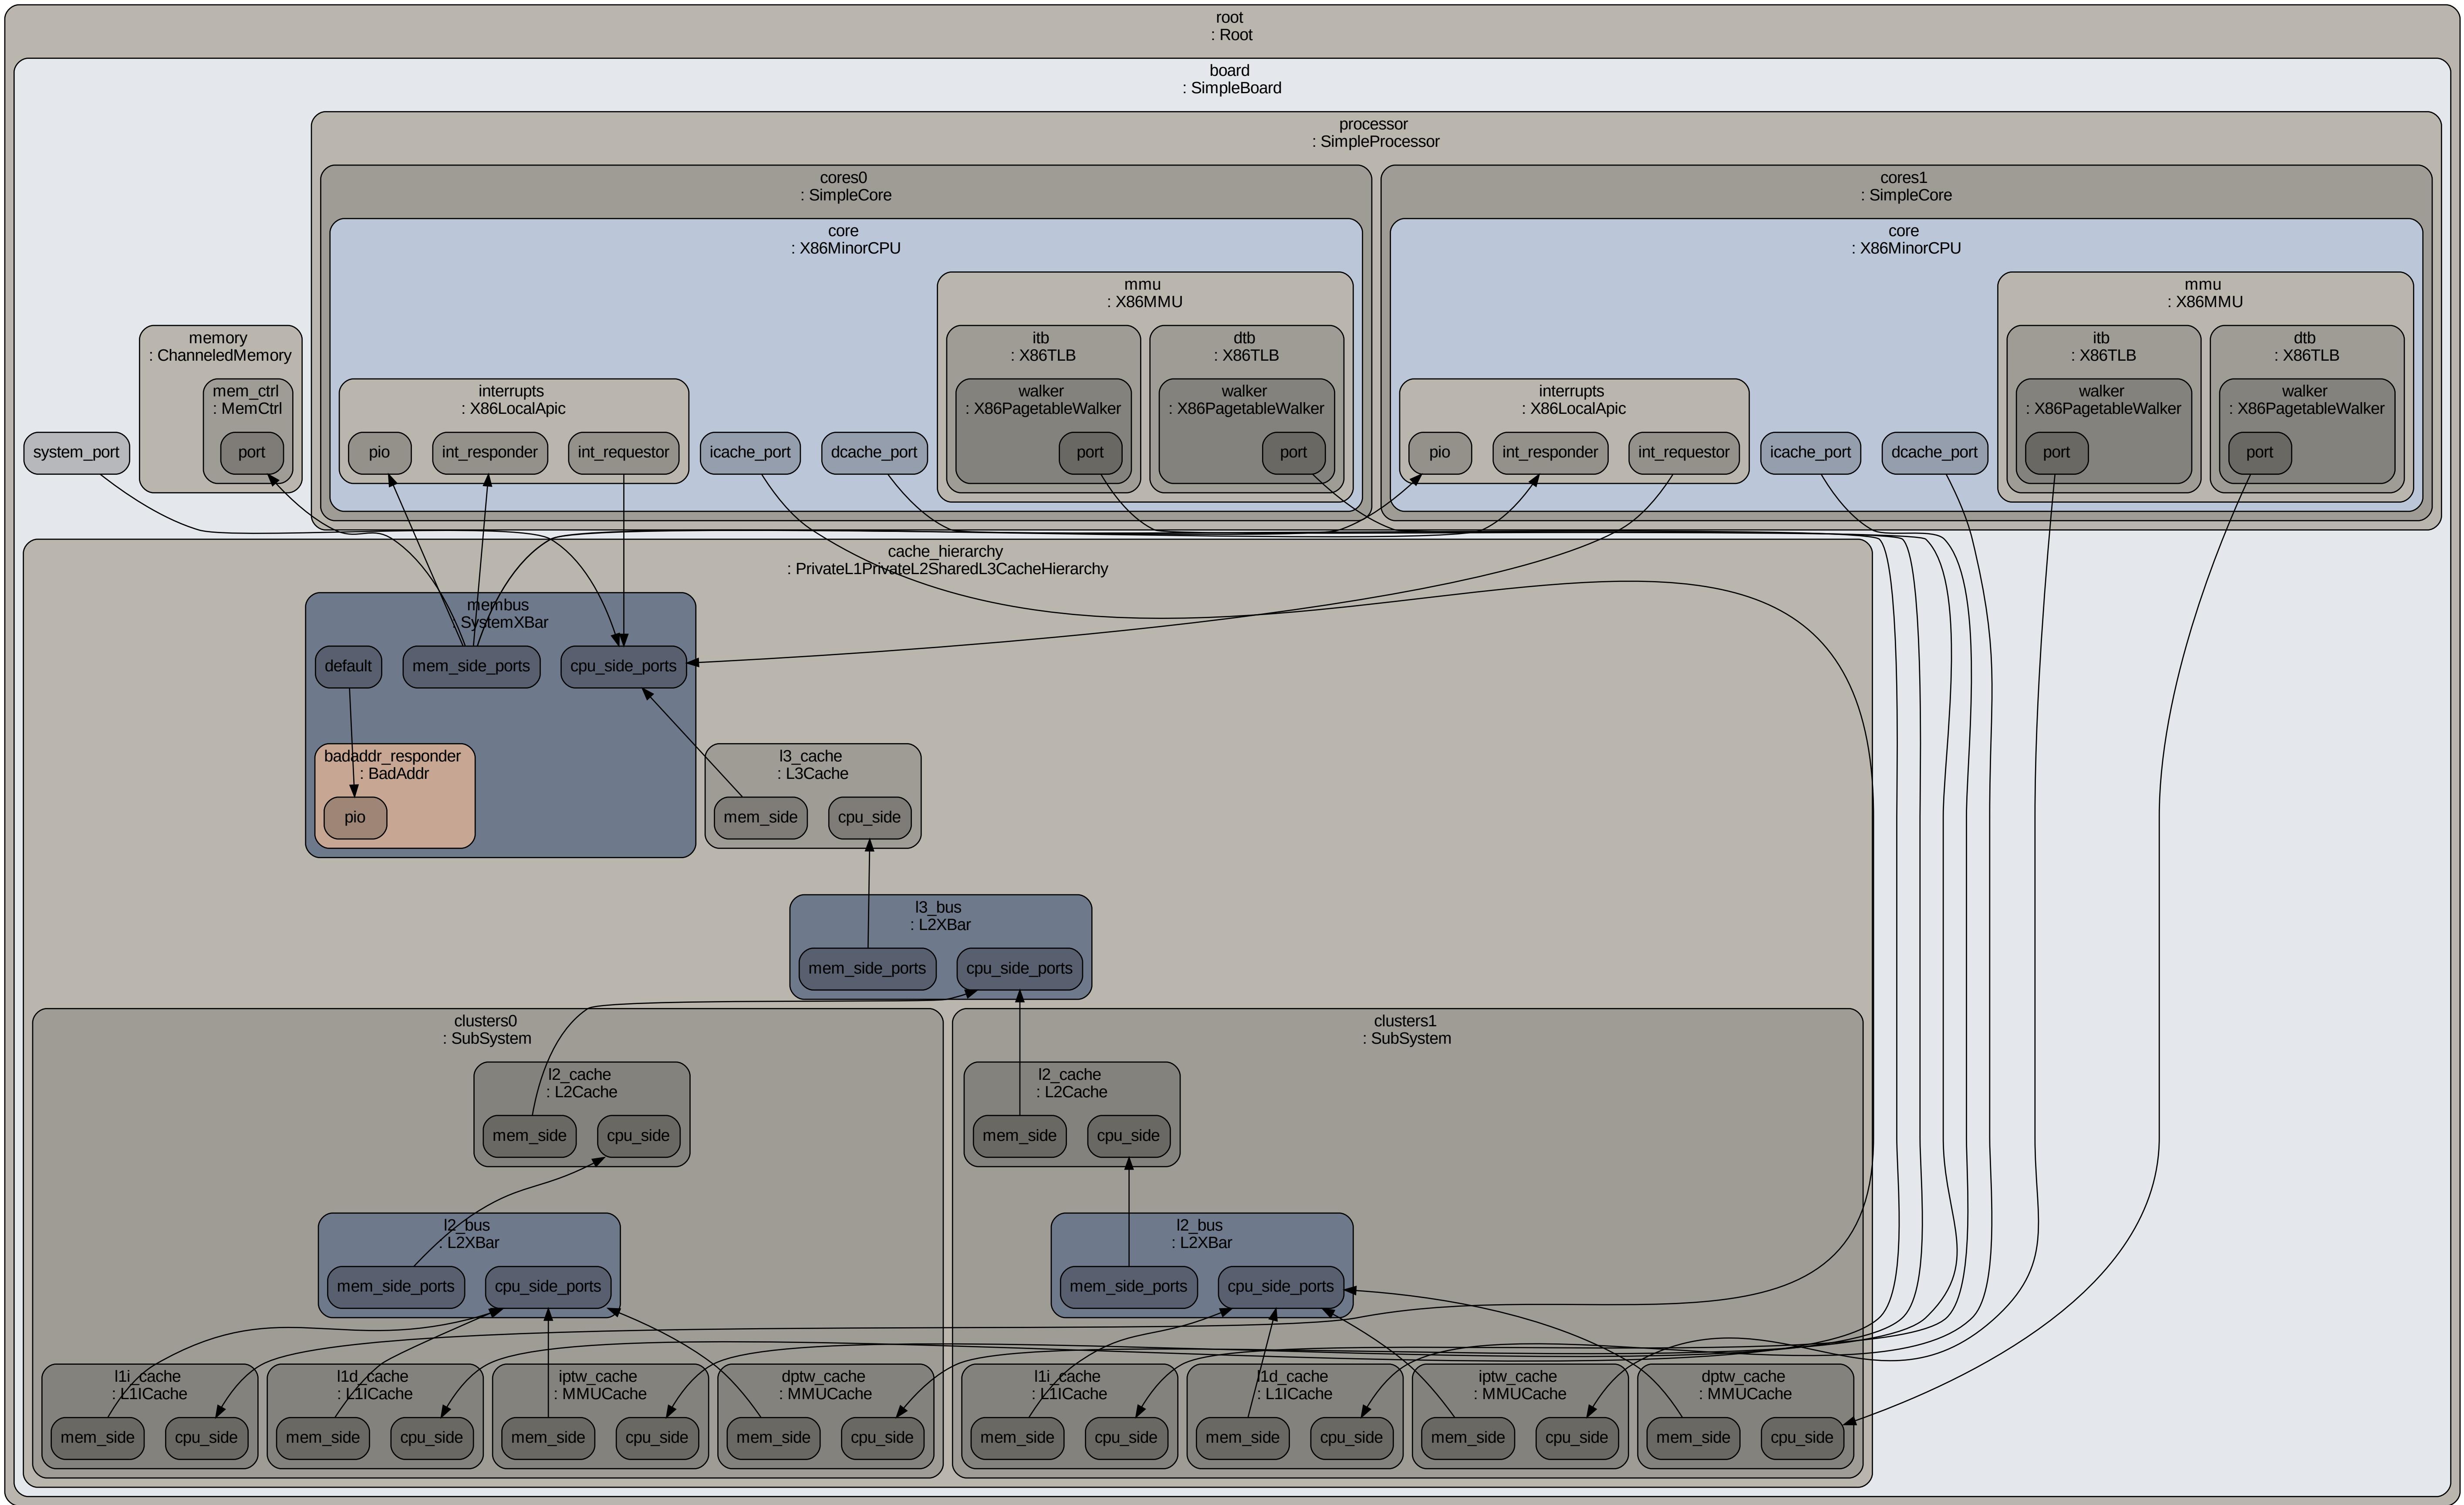 root
: Root
board
: SimpleBoard
processor
: SimpleProcessor
cores0
: SimpleCore
core
: X86MinorCPU
mmu
: X86MMU
itb
: X86TLB
walker
: X86PagetableWalker
port
dtb
: X86TLB
walker
: X86PagetableWalker
port
interrupts
: X86LocalApic
pio
int_responder
int_requestor
icache_port
dcache_port
cores1
: SimpleCore
core
: X86MinorCPU
mmu
: X86MMU
itb
: X86TLB
walker
: X86PagetableWalker
port
dtb
: X86TLB
walker
: X86PagetableWalker
port
interrupts
: X86LocalApic
pio
int_responder
int_requestor
icache_port
dcache_port
memory
: ChanneledMemory
mem_ctrl
: MemCtrl
port
system_port
cache_hierarchy
: PrivateL1PrivateL2SharedL3CacheHierarchy
membus
: SystemXBar
default
mem_side_ports
cpu_side_ports
badaddr_responder
: BadAddr
pio
l3_cache
: L3Cache
mem_side
cpu_side
l3_bus
: L2XBar
mem_side_ports
cpu_side_ports
clusters0
: SubSystem
l2_cache
: L2Cache
mem_side
cpu_side
l2_bus
: L2XBar
mem_side_ports
cpu_side_ports
l1i_cache
: L1ICache
mem_side
cpu_side
l1d_cache
: L1ICache
mem_side
cpu_side
iptw_cache
: MMUCache
mem_side
cpu_side
dptw_cache
: MMUCache
mem_side
cpu_side
clusters1
: SubSystem
l2_cache
: L2Cache
mem_side
cpu_side
l2_bus
: L2XBar
mem_side_ports
cpu_side_ports
l1i_cache
: L1ICache
mem_side
cpu_side
l1d_cache
: L1ICache
mem_side
cpu_side
iptw_cache
: MMUCache
mem_side
cpu_side
dptw_cache
: MMUCache
mem_side
cpu_side